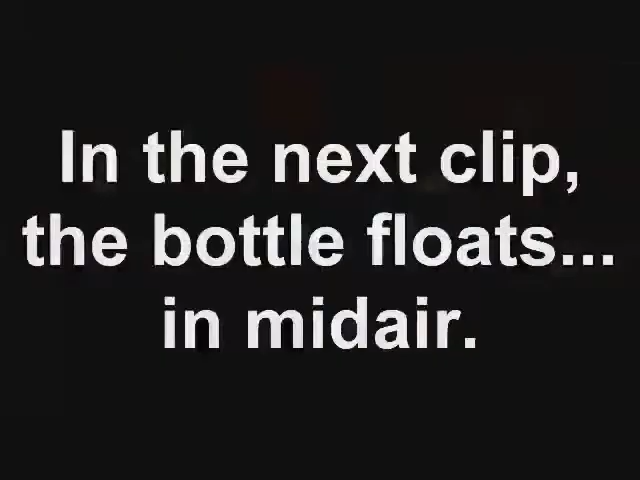 In the next clip,
the bottle floats...
in midair.